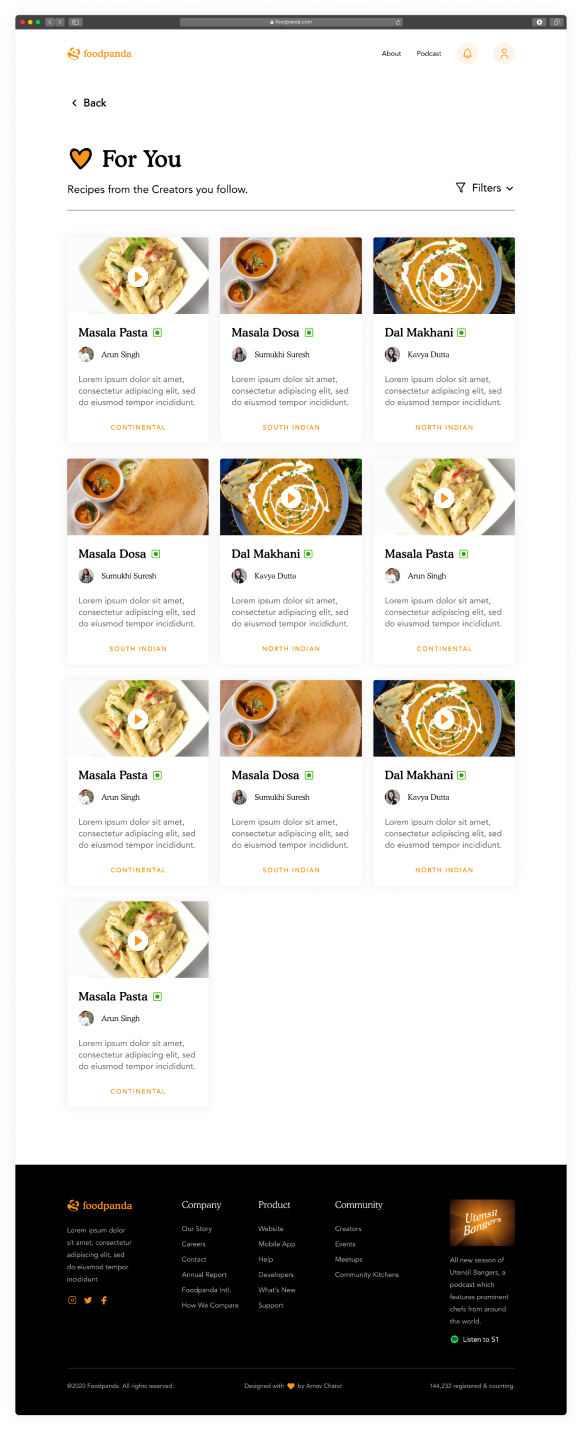 foodpanda.com
foodpanda
About
Podcast
Back
For You
Recipes from the Creators you follow.
Filters
Masala Pasta
Arun Singh
Lorem ipsum dolor sit amet,
consectetur adipiscing elit, sed
do eiusmod tempor incididunt.
CONTINENTAL
Masala Dosa
Sumukhi Suresh
Lorem ipsum dolor sit amet,
consectetur adipiscing elit, sed
do eiusmod tempor incididunt.
SOUTH INDIAN
Dal Makhani
Kavya Dutta
Lorem ipsum dolor sit amet,
consectetur adipiscing elit, sed
do eiusmod tempor incididunt.
NORTH INDIAN
Masala Dosa
Sumukhi Suresh
Lorem ipsum dolor sit amet,
consectetur adipiscing elit, sed
do eiusmod tempor incididunt.
SOUTH INDIAN
Dal Makhani
Kavya Dutta
Lorem ipsum dolor sit amet,
consectetur adipiscing elit, sed
do eiusmod tempor incididunt.
NORTH INDIAN
Masala Pasta
Arun Singh
Lorem ipsum dolor sit amet,
consectetur adipiscing elit, sed
do eiusmod tempor incididunt.
CONTINENTAL
Masala Pasta
Arun Singh
Lorem ipsum dolor sit amet,
consectetur adipiscing elit, sed
do eiusmod tempor incididunt.
CONTINENTAL
Masala Dosa
Sumukhi Suresh
Lorem ipsum dolor sit amet,
consectetur adipiscing elit, sed
do eiusmod tempor incididunt.
SOUTH INDIAN
Dal Makhani
Kavya Dutta
Lorem ipsum dolor sit amet,
consectetur adipiscing elit, sed
do eiusmod tempor incididunt.
NORTH INDIAN
Masala Pasta
Arun Singh
Lorem ipsum dolor sit amet,
consectetur adipiscing elit, sed
do eiusmod tempor incididunt.
CONTINENTAL
foodpanda
Lorem ipsum dolor
sit amet, consectetur
adipiscing elit, sed
do eiusmod tempor
incididunt
Company
Our Story
Careers
Contact
Annual Report
Foodpanda Intl.
How We Compare
Product
Website
Mobile App
Help
Developers
What's New
Support
Community
Creators
Events
Meetups
Community Kitchens
Utensil
Bangers
All new season of
Utensil Bangers, a
podcast which
features prominent
chefs from around
the world.
Listen to S1
©2020 Foodpanda. All rights reserved.
Designed with
by Arnav Chand
144,232 registered & counting.